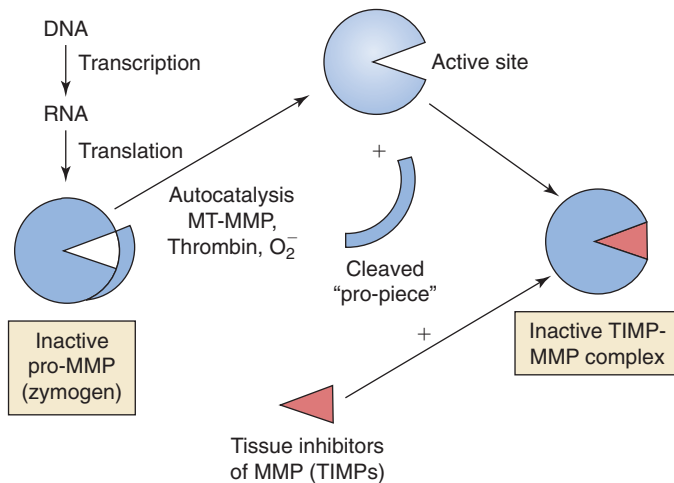 DNA
Transcription
RNA
Translation
Inactive
pro-MMP
(zymogen)
Autocatalysis
MT-MMP,
Thrombin, O₂⁻
Active site
+
Cleaved
“pro-piece”
+
Tissue inhibitors
of MMP (TIMPs)
Inactive TIMP-
MMP complex